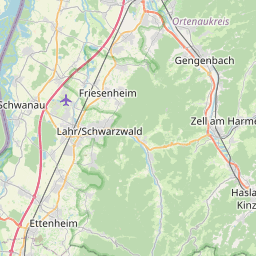 Ortenaukreis
Gengenbach
Friesenheim
Schwanau
Zell am Harme
Lahr/Schwarzwald
Hasla
Kinz
Ettenheim